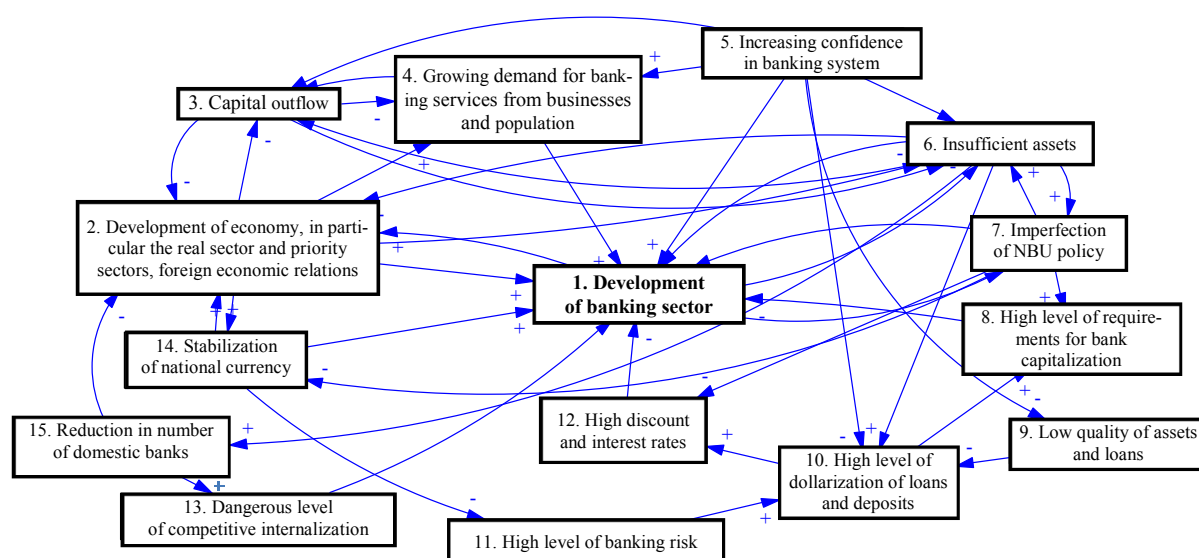 5. Increasing confidence
in banking system
4. Growing demand for bank-
ing services from businesses
and population
3. Capital outflow
6. Insufficient assets
2. Development of economy, in parti-
cular the real sector and priority
sectors, foreign economic relations
7. Imperfection
of NBU policy
1. Development
of banking sector
8. High level of require-
ments for bank
capitalization
14. Stabilization
of national currency
12. High discount
and interest rates
15. Reduction in number
of domestic banks
9. Low quality of assets
and loans
10. High level of
dollarization of loans
and deposits
13. Dangerous level
of competitive internalization
11. High level of banking risk